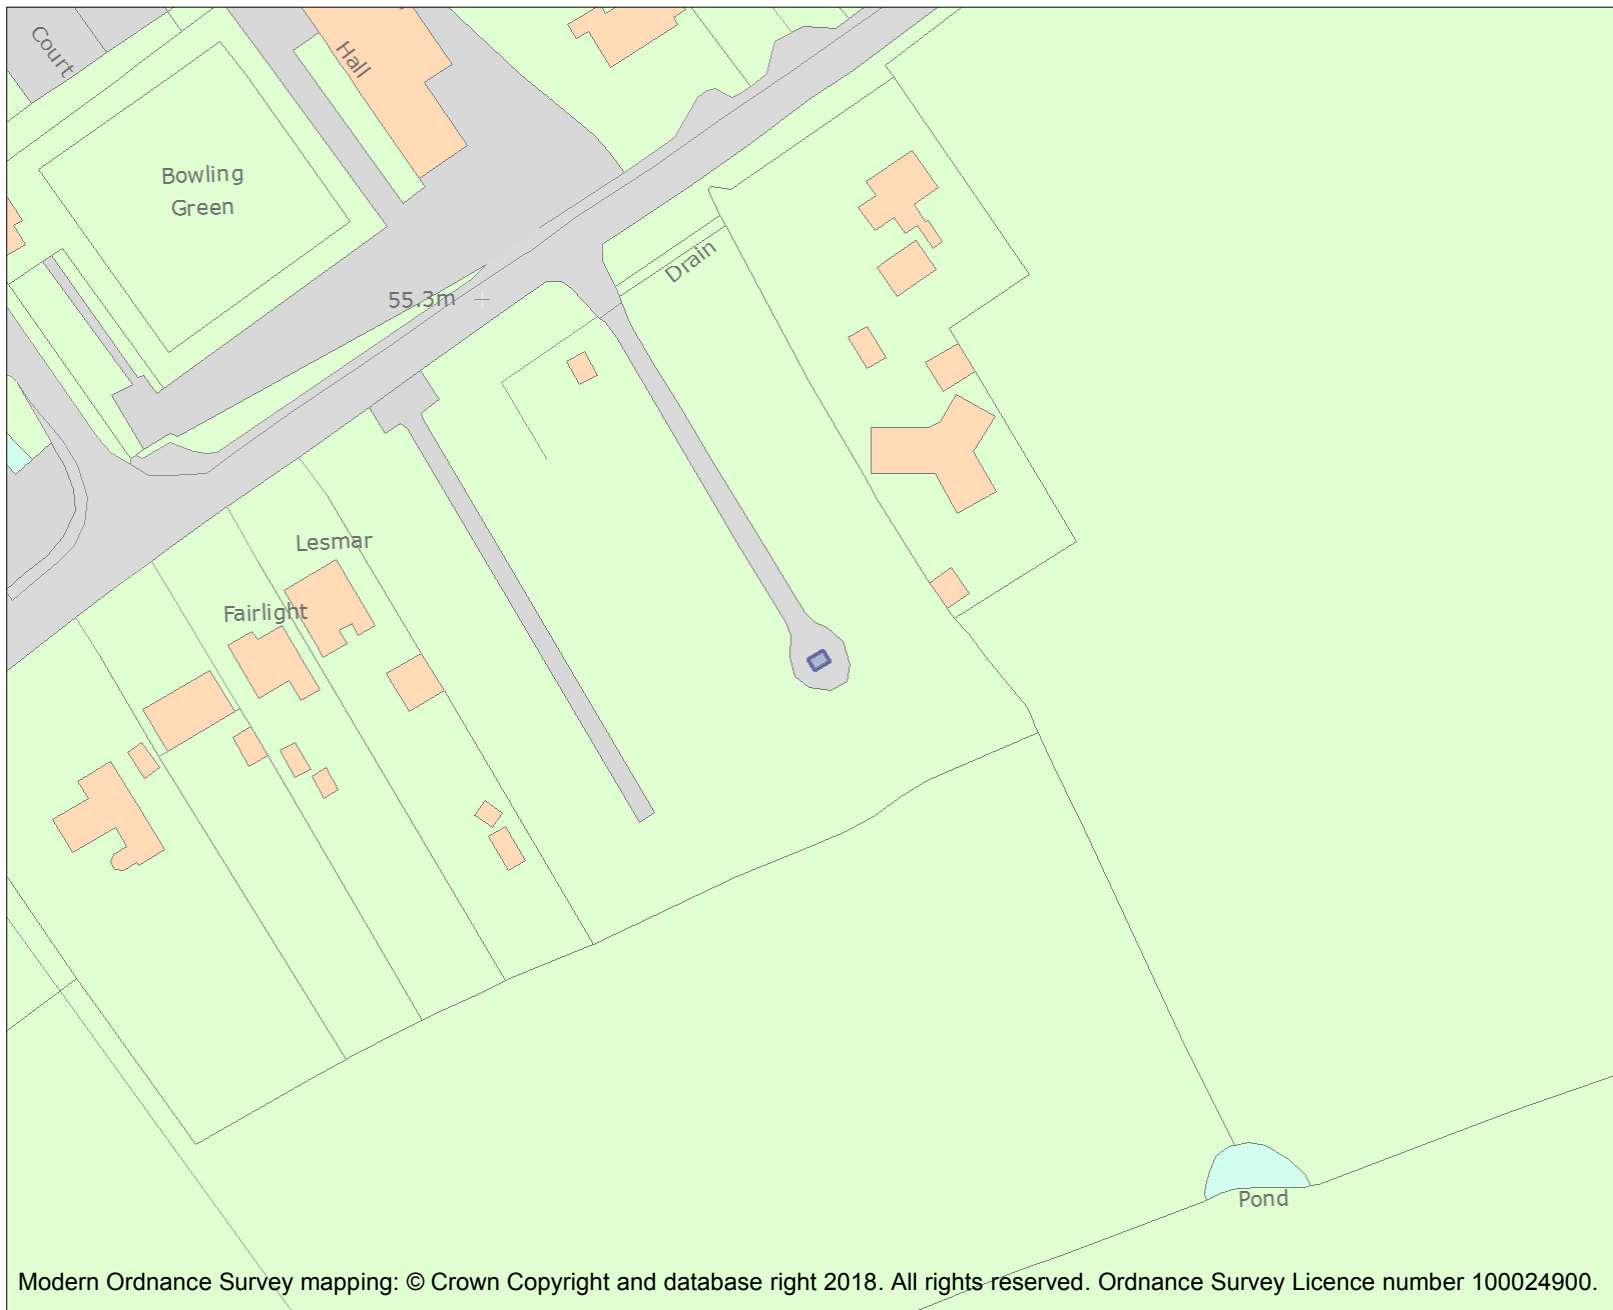 Court
Hall
Bowling
Green
Drain
55.3m
Lesmar
Fairlight
Pond
Modern Ordnance Survey mapping: © Crown Copyright and database right 2018. All rights reserved. Ordnance Survey Licence number 100024900.